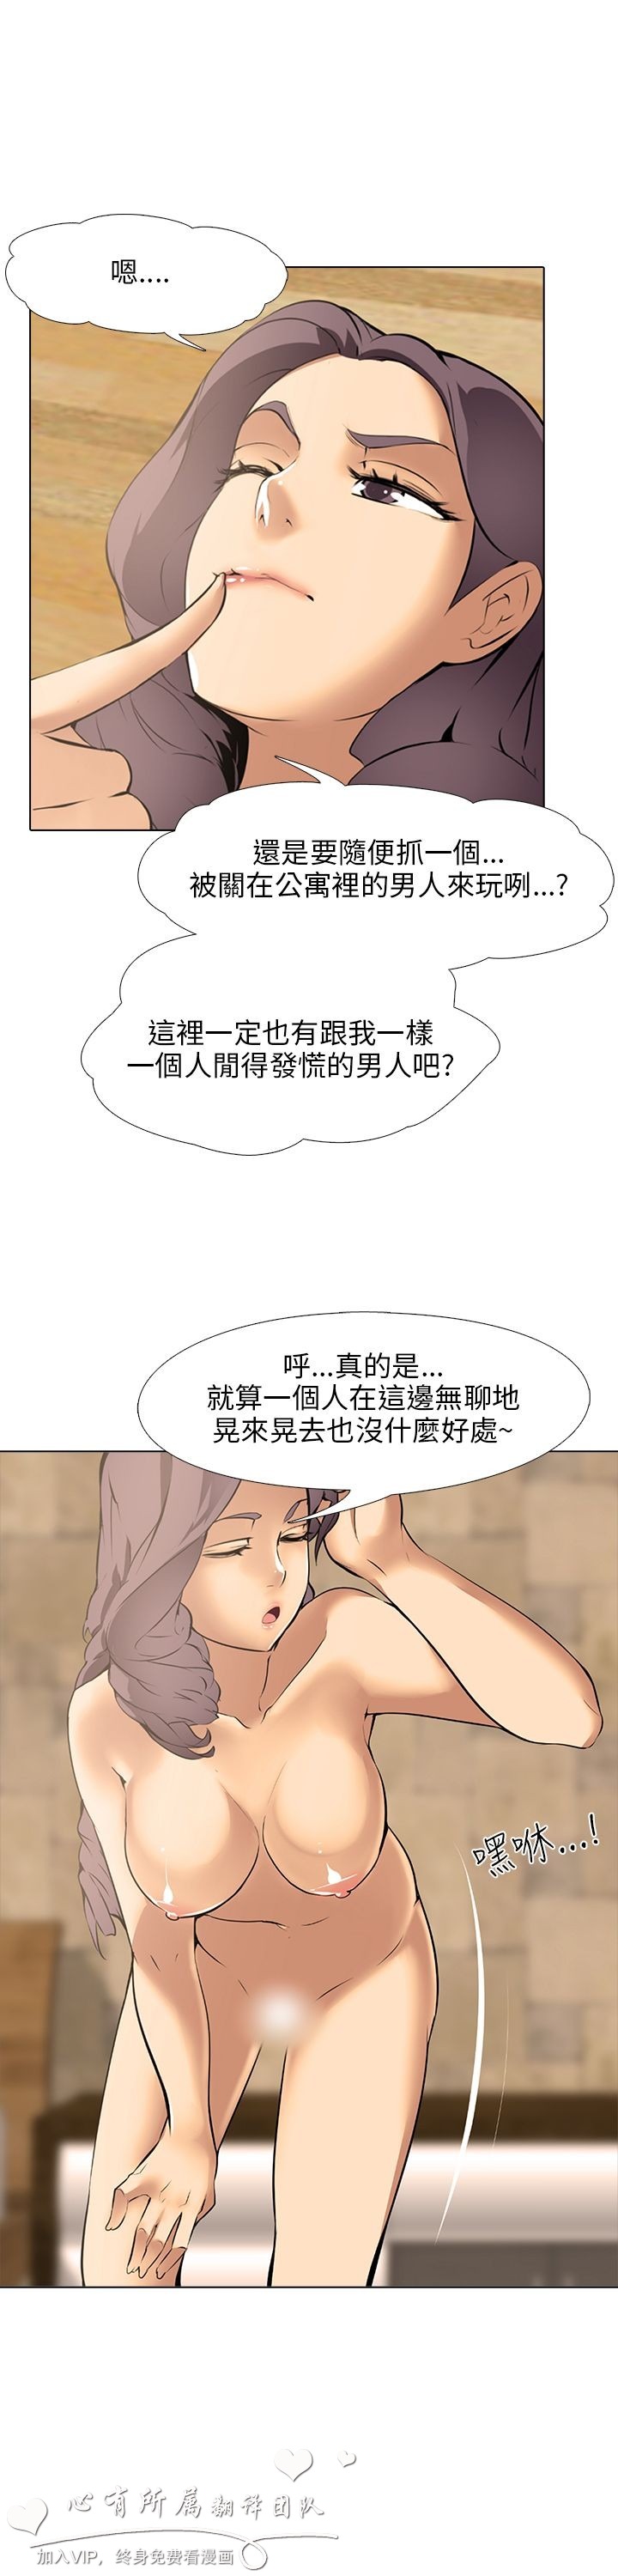 嗯....
還是要隨便抓一個...
被關在公寓裡的男人來玩咧...?
這裡一定也有跟我一樣
一個人閒得發慌的男人吧?
呼...真的是...
就算一個人在這邊無聊地
晃來晃去也沒什麼好處~
嘿咻...!
心有所属翻译团队
加入VIP，终身免费看漫画